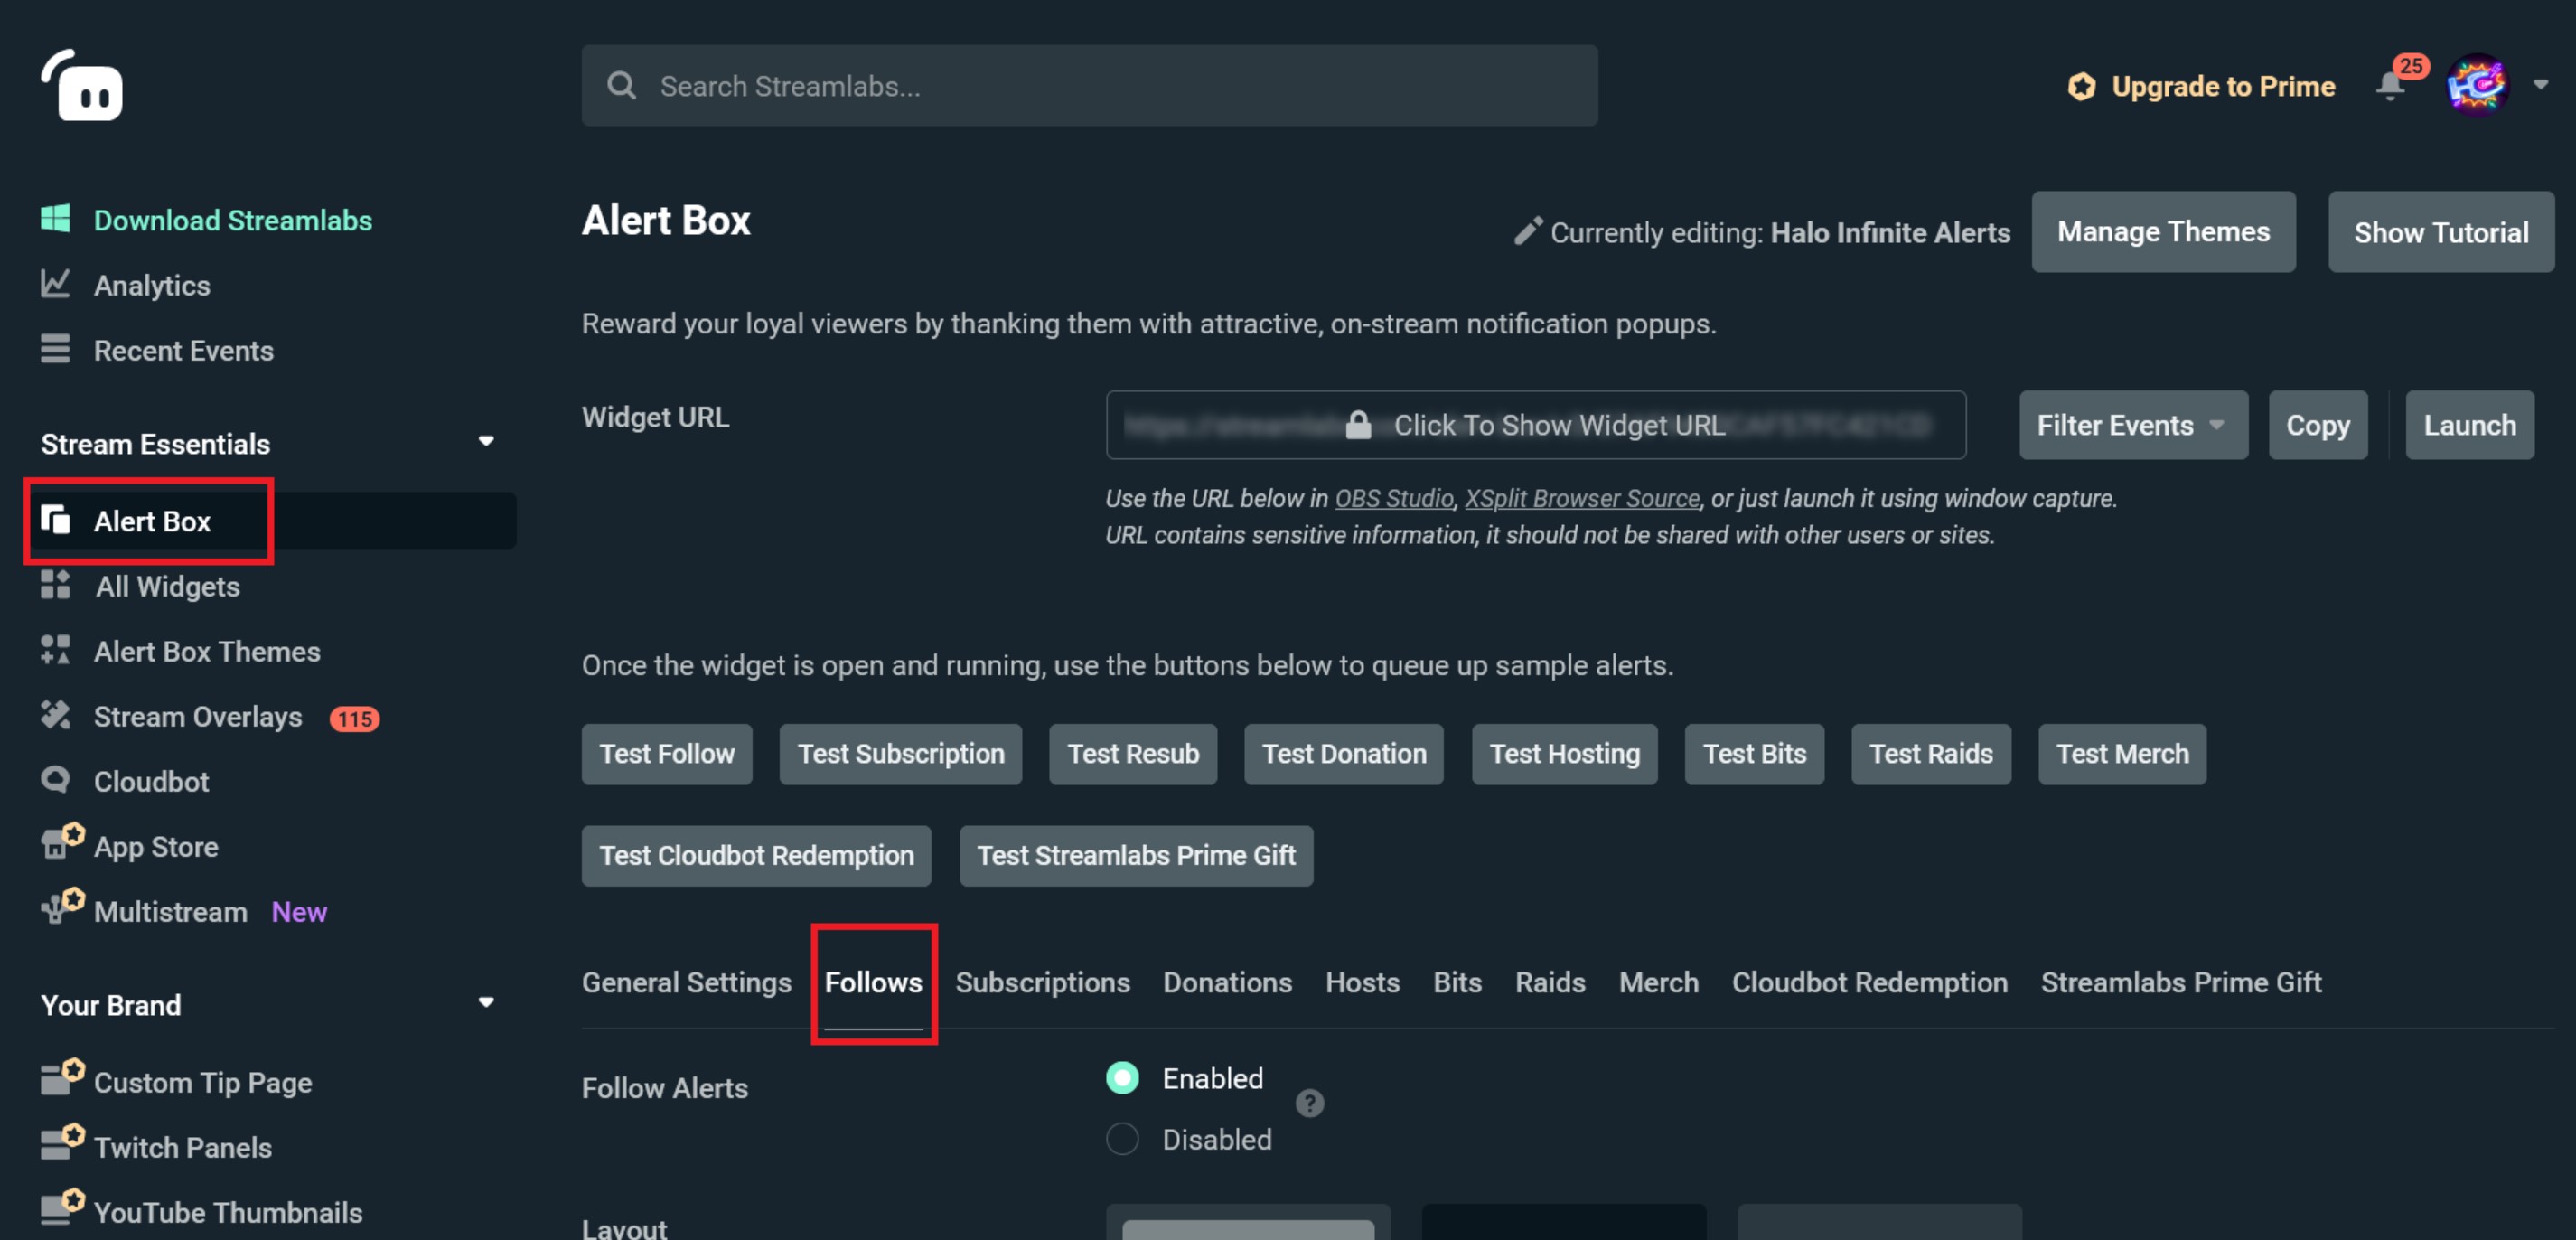 Search Streamlabs...
Upgrade to Prime
25
Download Streamlabs
Analytics
Recent Events
Stream Essentials
Alert Box
All Widgets
Alert Box Themes
Stream Overlays 115
Cloudbot
App Store
Multistream New
Your Brand
Custom Tip Page
Twitch Panels
YouTube Thumbnails
Alert Box
Currently editing: Halo Infinite Alerts
Manage Themes
Show Tutorial
Reward your loyal viewers by thanking them with attractive, on-stream notification popups.
Widget URL
Click To Show Widget URL
Filter Events
Copy
Launch
Use the URL below in OBS Studio, XSplit Browser Source, or just launch it using window capture.
URL contains sensitive information, it should not be shared with other users or sites.
Once the widget is open and running, use the buttons below to queue up sample alerts.
Test Follow Test Subscription Test Resub Test Donation Test Hosting Test Bits Test Raids Test Merch
Test Cloudbot Redemption Test Streamlabs Prime Gift
General Settings Follows Subscriptions Donations Hosts Bits Raids Merch Cloudbot Redemption Streamlabs Prime Gift
Follow Alerts
Enabled
Disabled
Layout